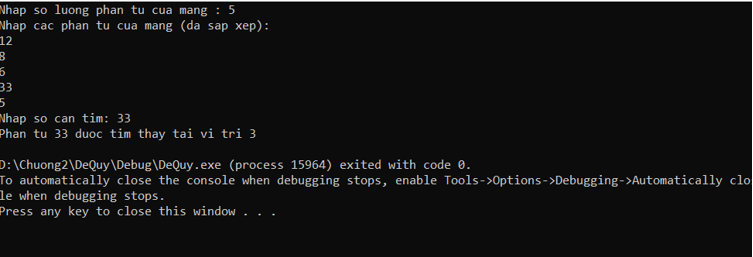 Nhap so luong phan tu cua mang : 5
Nhap cac phan tu cua mang (da sap xep):
12
8
6
33
5
Nhap so can tim: 33
Phan tu 33 duoc tim thay tai vi tri 3
D:\Chuong2\DeQuy\Debug\DeQuy.exe (process 15964) exited with code 0.
To automatically close the console when debugging stops, enable Tools->Options->Debugging->Automatically clos
le when debugging stops.
Press any key to close this window . . .